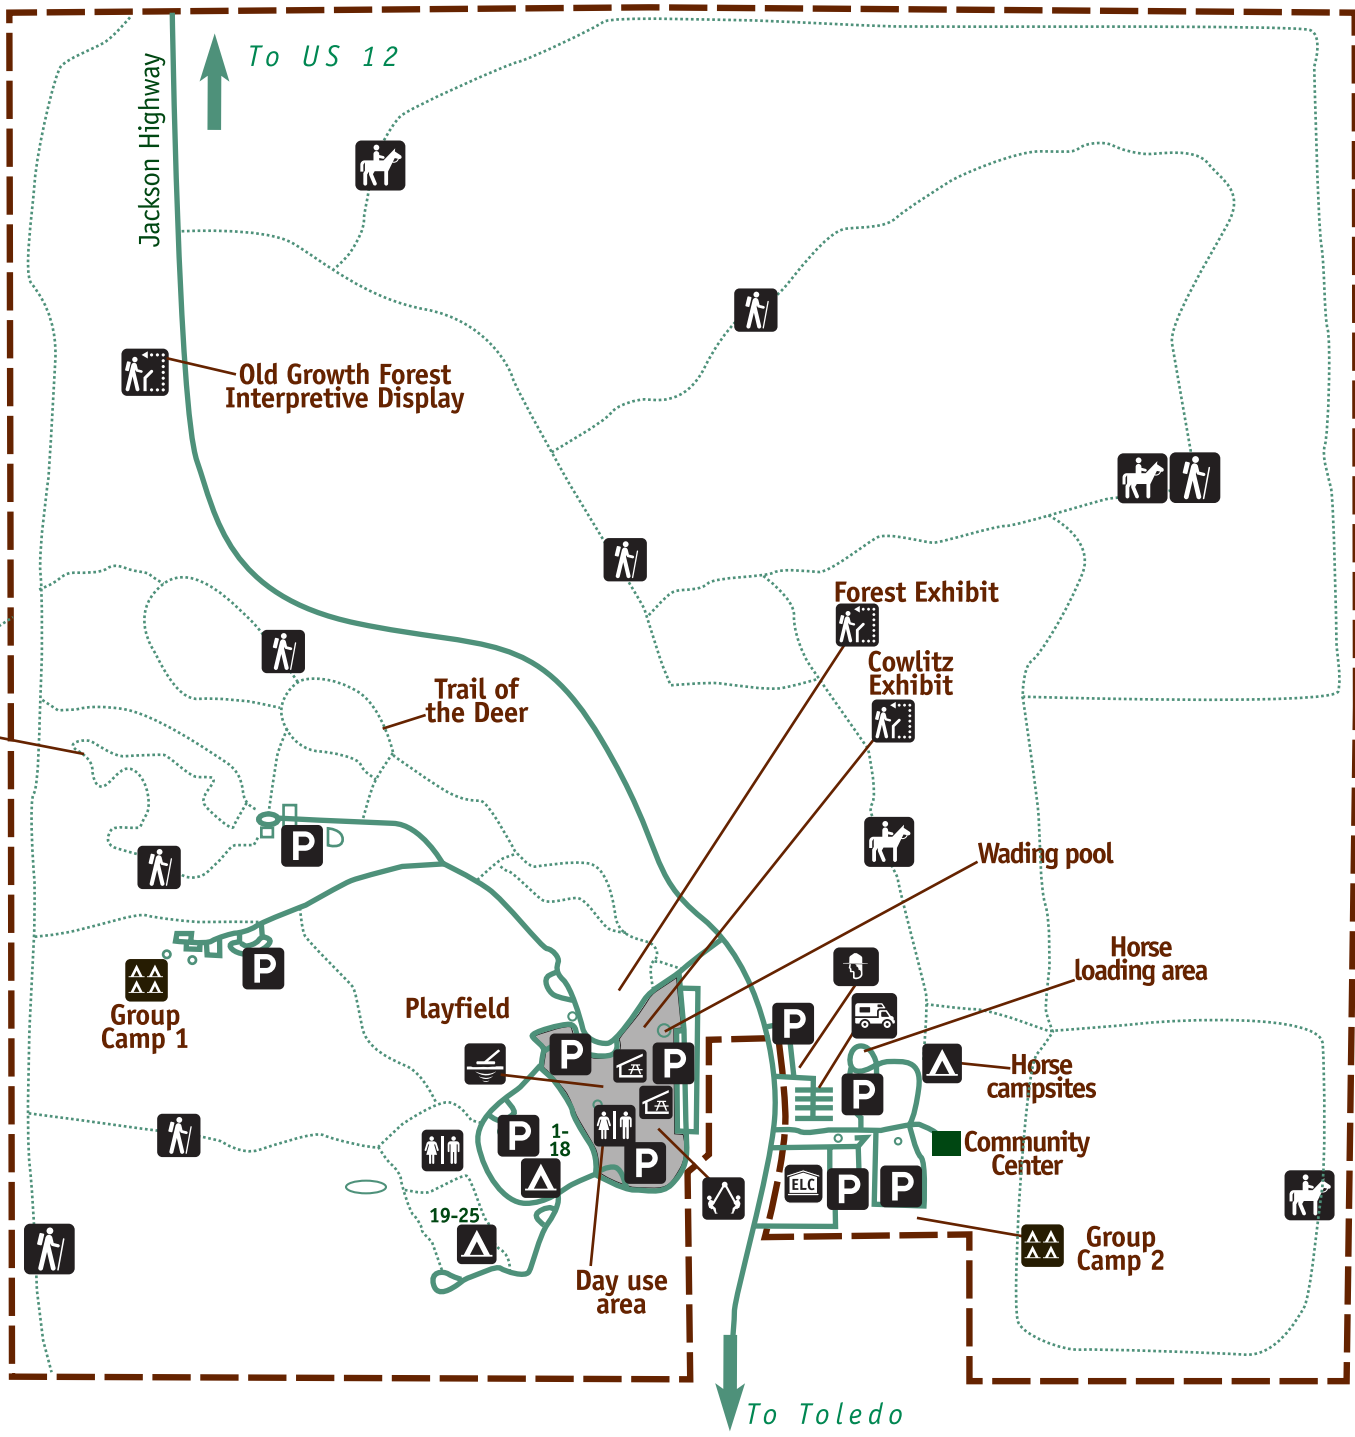 To US 12
Jackson Highway
Old Growth Forest
Interpretive Display
Forest Exhibit
Cowlitz
Exhibit
Trail of
the Deer
P
Wading pool
Horse
loading area
P
Group
Camp 1
Playfield
P
P
P
Horse
campsites
P
P
1-
18
P
Community
Center
ELC
P
P
19-25
Group
Camp 2
Day use
area
To Toledo